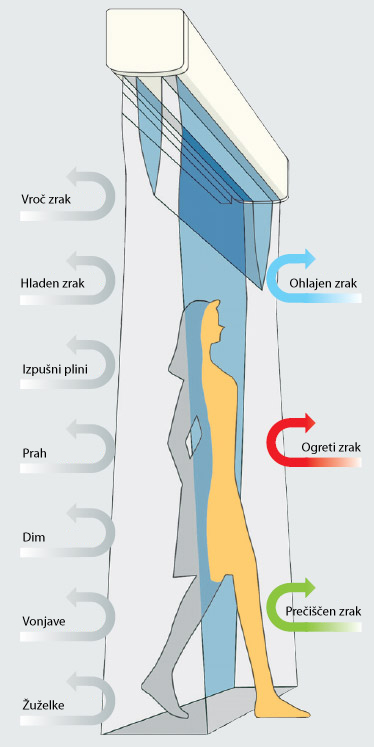 Vroč zrak
Hladen zrak
Izpušni plini
Prah
Dim
Vonjave
Žuželke
Ohlajen zrak
Ogreti zrak
Prečiščen zrak